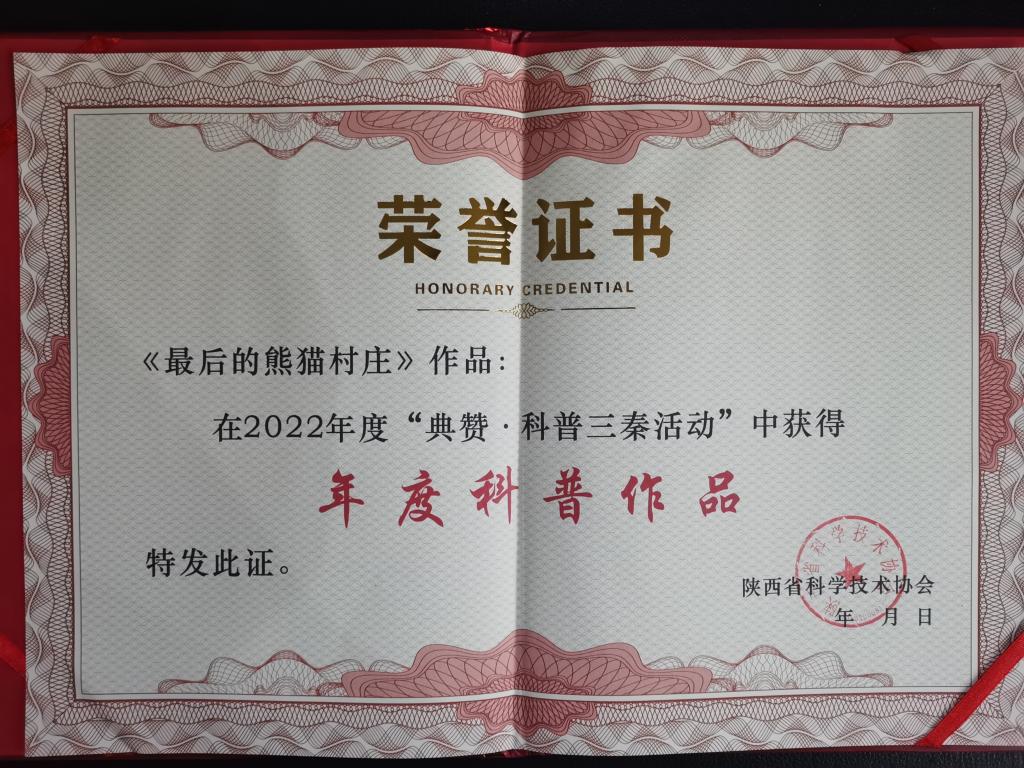 荣誉证书
HONORARY CREDENTIAL
《最后的熊猫村庄》作品：
在2022年度“典赞·科普三秦活动”中获得
年度科普作品
特发此证。
陕西省科学技术协会
年 月 日